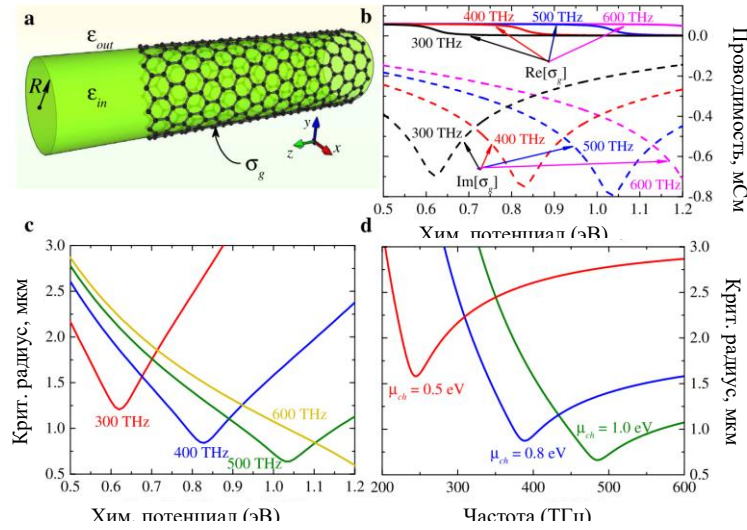 a
ε_out
R
ε_in
y
z
x
σ_g
b
400 THz
500 THz
600 THz
300 THz
Re[σ_g]
300 THz
400 THz
500 THz
Im[σ_g]
600 THz
0.0
-0.2
-0.4
-0.6
-0.8
0.5 0.6 0.7 0.8 0.9 1.0 1.1 1.2
Хим. потенциал (эВ)
Проводимость, мСм
c
3.0
2.5
2.0
1.5
1.0
0.5
300 THz
400 THz
500 THz
600 THz
0.5 0.6 0.7 0.8 0.9 1.0 1.1 1.2
Хим. потенциал (эВ)
Крит. радиус, мкм
d
μ_ch = 0.5 eV
μ_ch = 0.8 eV
μ_ch = 1.0 eV
3.0
2.5
2.0
1.5
1.0
0.5
200 300 400 500 600
Частота (ТГц)
Крит. радиус, мкм